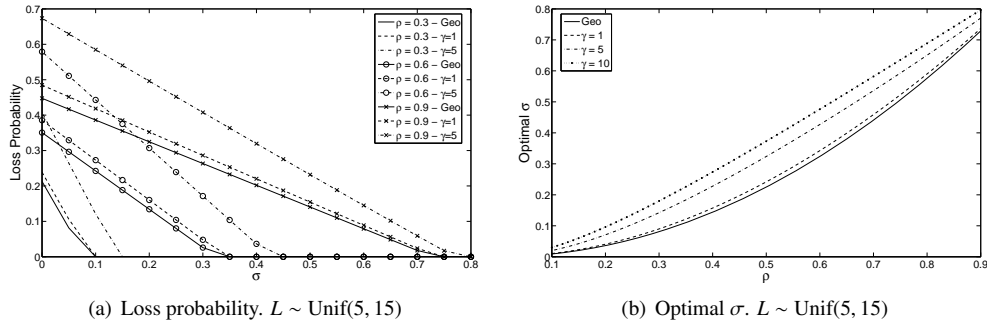 0.7
0.6
0.5
0.4
0.3
0.2
0.1
0
Loss Probability
0 0.1 0.2 0.3 0.4 0.5 0.6 0.7 0.8
σ
ρ = 0.3 − Geo
ρ = 0.3 − γ=1
ρ = 0.3 − γ=5
ρ = 0.6 − Geo
ρ = 0.6 − γ=1
ρ = 0.6 − γ=5
ρ = 0.9 − Geo
ρ = 0.9 − γ=1
ρ = 0.9 − γ=5
(a) Loss probability. L ∼ Unif(5, 15)
0.8
0.7
0.6
0.5
0.4
0.3
0.2
0.1
0
Optimal σ
0.1 0.2 0.3 0.4 0.5 0.6 0.7 0.8 0.9
ρ
Geo
γ = 1
γ = 5
γ = 10
(b) Optimal σ. L ∼ Unif(5, 15)